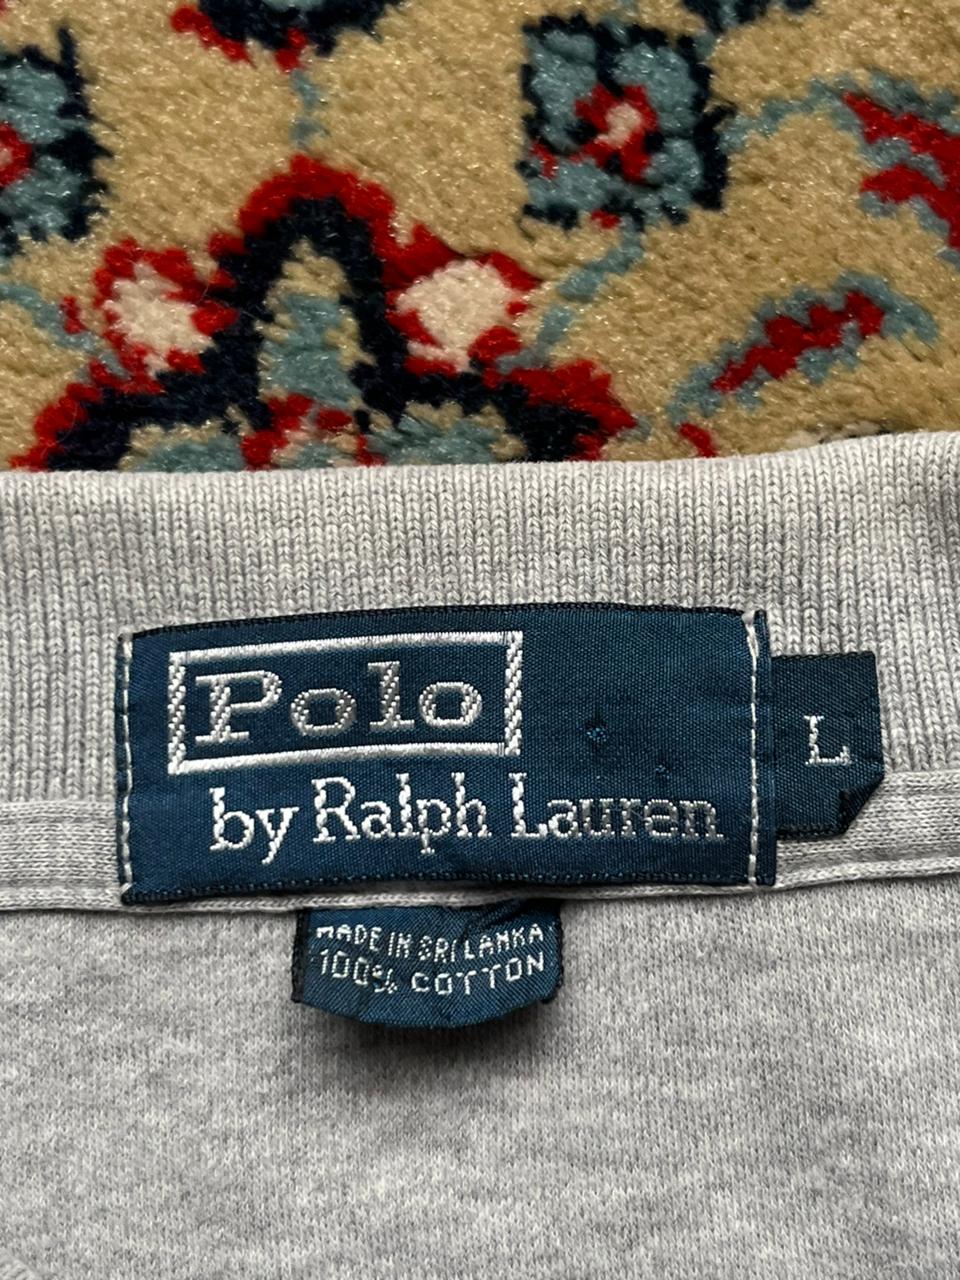 Polo
by Ralph Lauren
L
MADE IN SRI LANKA
100% COTTON